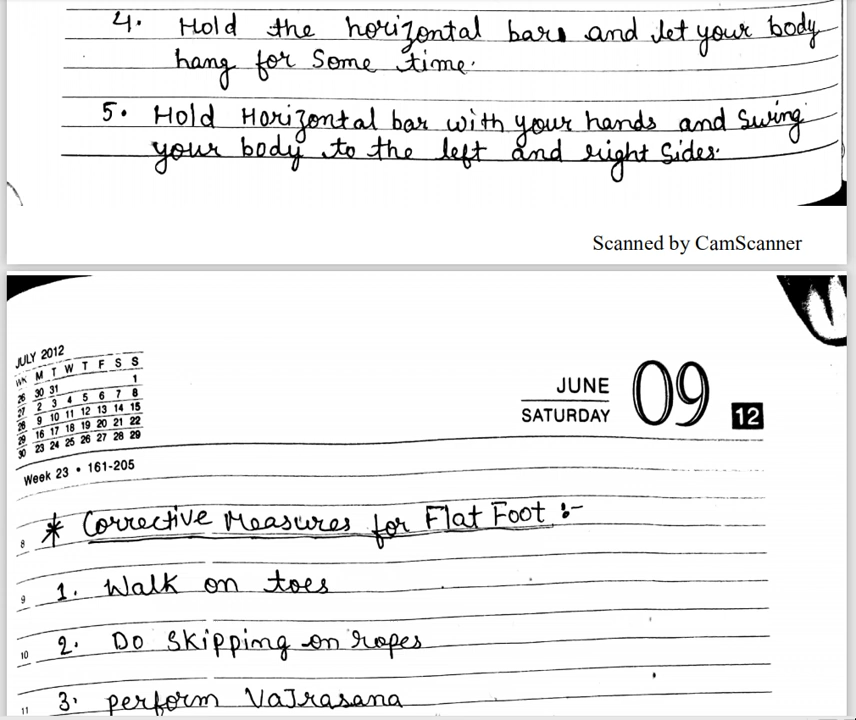 4. Hold the horizontal bars and let your body
hang for some time.
5. Hold Horizontal bar with your hands and swing
your body to the left and right sides.
Scanned by CamScanner
JULY 2012
WK M T W T F S S
26 30 31 1
27 2 3 4 5 6 7 8
28 9 10 11 12 13 14 15
29 16 17 18 19 20 21 22
30 23 24 25 26 27 28 29
JUNE
SATURDAY
09
12
Week 23 • 161-205
8 * Corrective Measures for Flat Foot :-
9 1. Walk on toes
10 2. Do skipping on ropes
11 3. perform VaJrasana